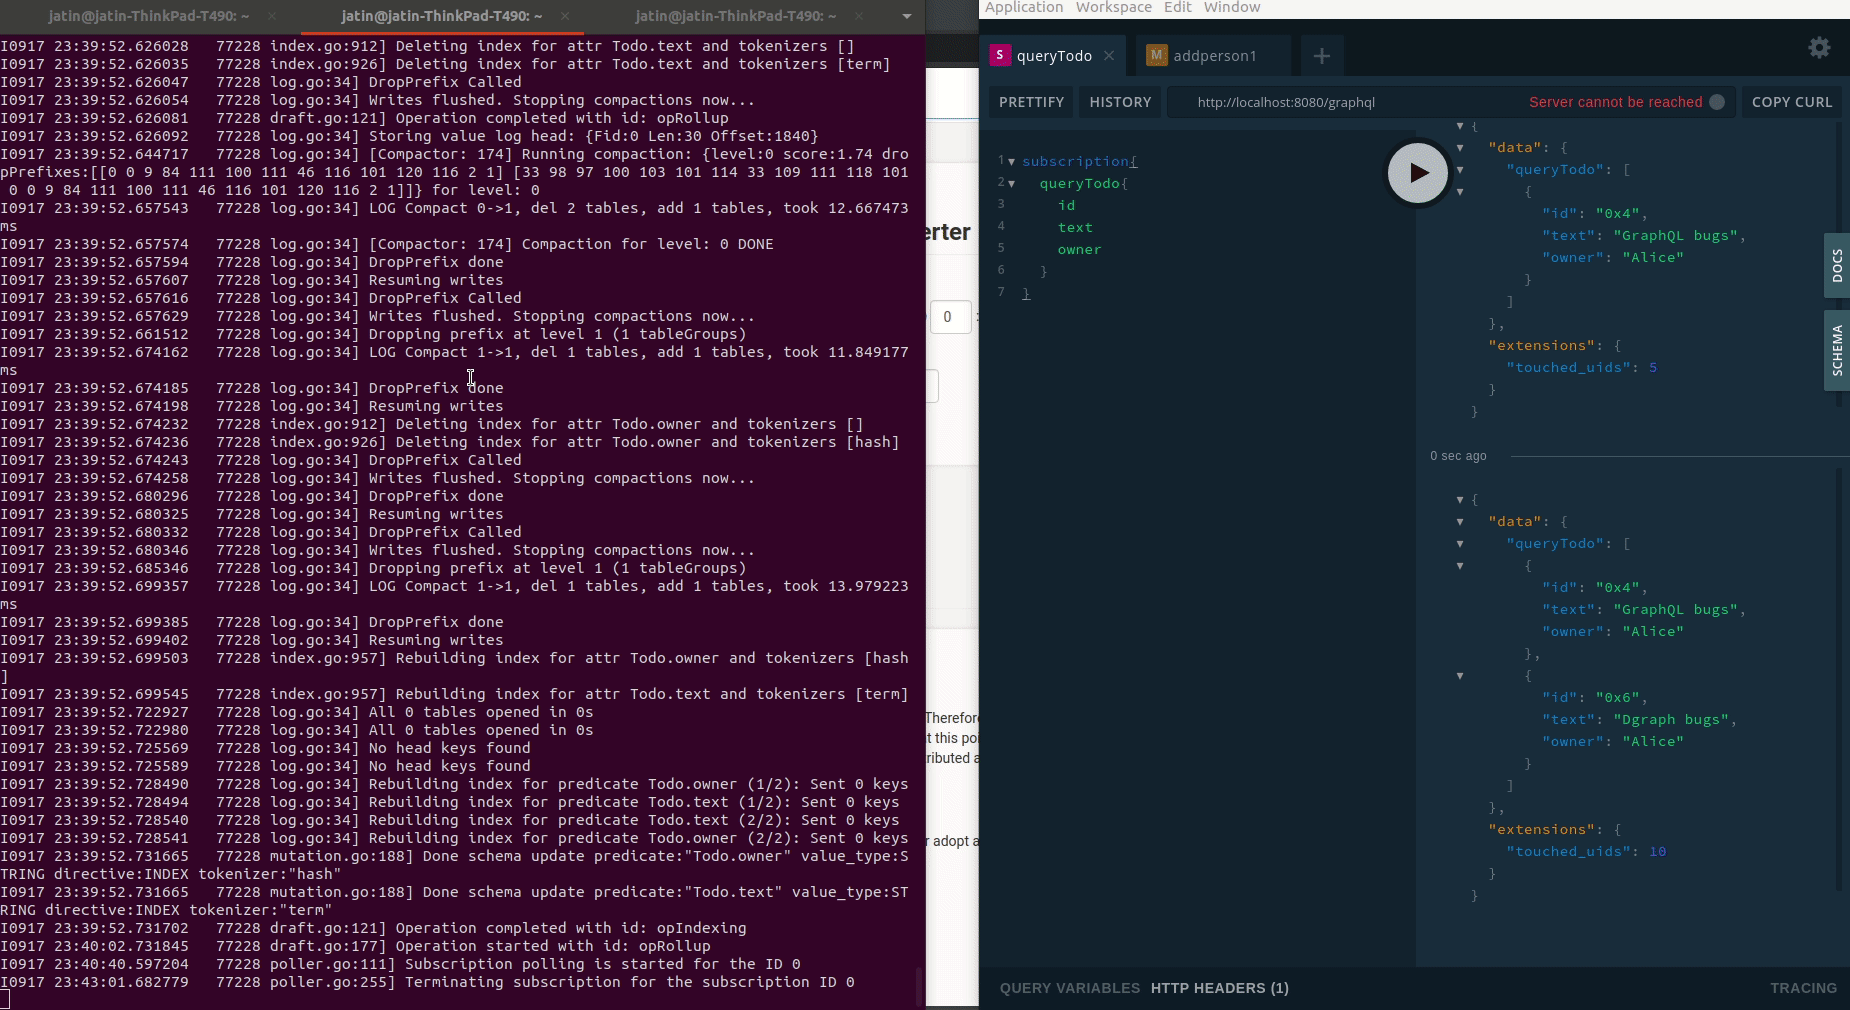 jatin@jatin-ThinkPad-T490: ~ × jatin@jatin-ThinkPad-T490: ~ × jatin@jatin-ThinkPad-T490: ~ ×
I0917 23:39:52.626028   77228 index.go:912] Deleting index for attr Todo.text and tokenizers []
I0917 23:39:52.626035   77228 index.go:926] Deleting index for attr Todo.text and tokenizers [term]
I0917 23:39:52.626047   77228 log.go:34] DropPrefix Called
I0917 23:39:52.626054   77228 log.go:34] Writes flushed. Stopping compactions now...
I0917 23:39:52.626081   77228 draft.go:121] Operation completed with id: opRollup
I0917 23:39:52.626092   77228 log.go:34] Storing value log head: {Fid:0 Len:30 Offset:1840}
I0917 23:39:52.644717   77228 log.go:34] [Compactor: 174] Running compaction: {level:0 score:1.74 dro
pPrefixes:[[0 0 9 84 111 100 111 46 116 101 120 116 2 1] [33 98 97 100 103 101 114 33 109 111 118 101
 0 0 9 84 111 100 111 46 116 101 120 116 2 1]]} for level: 0
I0917 23:39:52.657543   77228 log.go:34] LOG Compact 0->1, del 2 tables, add 1 tables, took 12.667473
ms
I0917 23:39:52.657574   77228 log.go:34] [Compactor: 174] Compaction for level: 0 DONE
I0917 23:39:52.657594   77228 log.go:34] DropPrefix done
I0917 23:39:52.657607   77228 log.go:34] Resuming writes
I0917 23:39:52.657616   77228 log.go:34] DropPrefix Called
I0917 23:39:52.657629   77228 log.go:34] Writes flushed. Stopping compactions now...
I0917 23:39:52.661512   77228 log.go:34] Dropping prefix at level 1 (1 tableGroups)
I0917 23:39:52.674162   77228 log.go:34] LOG Compact 1->1, del 1 tables, add 1 tables, took 11.849177
ms
I0917 23:39:52.674185   77228 log.go:34] DropPrefix done
I0917 23:39:52.674198   77228 log.go:34] Resuming writes
I0917 23:39:52.674232   77228 index.go:912] Deleting index for attr Todo.owner and tokenizers []
I0917 23:39:52.674236   77228 index.go:926] Deleting index for attr Todo.owner and tokenizers [hash]
I0917 23:39:52.674243   77228 log.go:34] DropPrefix Called
I0917 23:39:52.674258   77228 log.go:34] Writes flushed. Stopping compactions now...
I0917 23:39:52.680296   77228 log.go:34] DropPrefix done
I0917 23:39:52.680325   77228 log.go:34] Resuming writes
I0917 23:39:52.680332   77228 log.go:34] DropPrefix Called
I0917 23:39:52.680346   77228 log.go:34] Writes flushed. Stopping compactions now...
I0917 23:39:52.685346   77228 log.go:34] Dropping prefix at level 1 (1 tableGroups)
I0917 23:39:52.699357   77228 log.go:34] LOG Compact 1->1, del 1 tables, add 1 tables, took 13.979223
ms
I0917 23:39:52.699385   77228 log.go:34] DropPrefix done
I0917 23:39:52.699402   77228 log.go:34] Resuming writes
I0917 23:39:52.699503   77228 index.go:957] Rebuilding index for attr Todo.owner and tokenizers [hash
]
I0917 23:39:52.699545   77228 index.go:957] Rebuilding index for attr Todo.text and tokenizers [term]
I0917 23:39:52.722927   77228 log.go:34] All 0 tables opened in 0s
I0917 23:39:52.722980   77228 log.go:34] All 0 tables opened in 0s
I0917 23:39:52.725569   77228 log.go:34] No head keys found
I0917 23:39:52.725589   77228 log.go:34] No head keys found
I0917 23:39:52.728490   77228 log.go:34] Rebuilding index for predicate Todo.owner (1/2): Sent 0 keys
I0917 23:39:52.728494   77228 log.go:34] Rebuilding index for predicate Todo.text (1/2): Sent 0 keys
I0917 23:39:52.728540   77228 log.go:34] Rebuilding index for predicate Todo.text (2/2): Sent 0 keys
I0917 23:39:52.728541   77228 log.go:34] Rebuilding index for predicate Todo.owner (2/2): Sent 0 keys
I0917 23:39:52.731665   77228 mutation.go:188] Done schema update predicate:"Todo.owner" value_type:S
TRING directive:INDEX tokenizer:"hash"
I0917 23:39:52.731665   77228 mutation.go:188] Done schema update predicate:"Todo.text" value_type:ST
RING directive:INDEX tokenizer:"term"
I0917 23:39:52.731702   77228 draft.go:121] Operation completed with id: opIndexing
I0917 23:40:02.731845   77228 draft.go:177] Operation started with id: opRollup
I0917 23:40:40.597204   77228 poller.go:111] Subscription polling is started for the ID 0
I0917 23:43:01.682779   77228 poller.go:255] Terminating subscription for the subscription ID 0
erter
0 :
Therefor
t this poi
ributed a
r adopt a
Application Workspace Edit Window
S queryTodo × M addperson1 +
PRETTIFY HISTORY http://localhost:8080/graphql Server cannot be reached COPY CURL
1 subscription{
2 queryTodo{
3 id
4 text
5 owner
6 }
7 }
{
"data": {
"queryTodo": [
{
"id": "0x4",
"text": "GraphQL bugs",
"owner": "Alice"
}
]
},
"extensions": {
"touched_uids": 5
}
}
0 sec ago
{
"data": {
"queryTodo": [
{
"id": "0x4",
"text": "GraphQL bugs",
"owner": "Alice"
},
{
"id": "0x6",
"text": "Dgraph bugs",
"owner": "Alice"
}
]
},
"extensions": {
"touched_uids": 10
}
}
DOCS
SCHEMA
QUERY VARIABLES HTTP HEADERS (1) TRACING